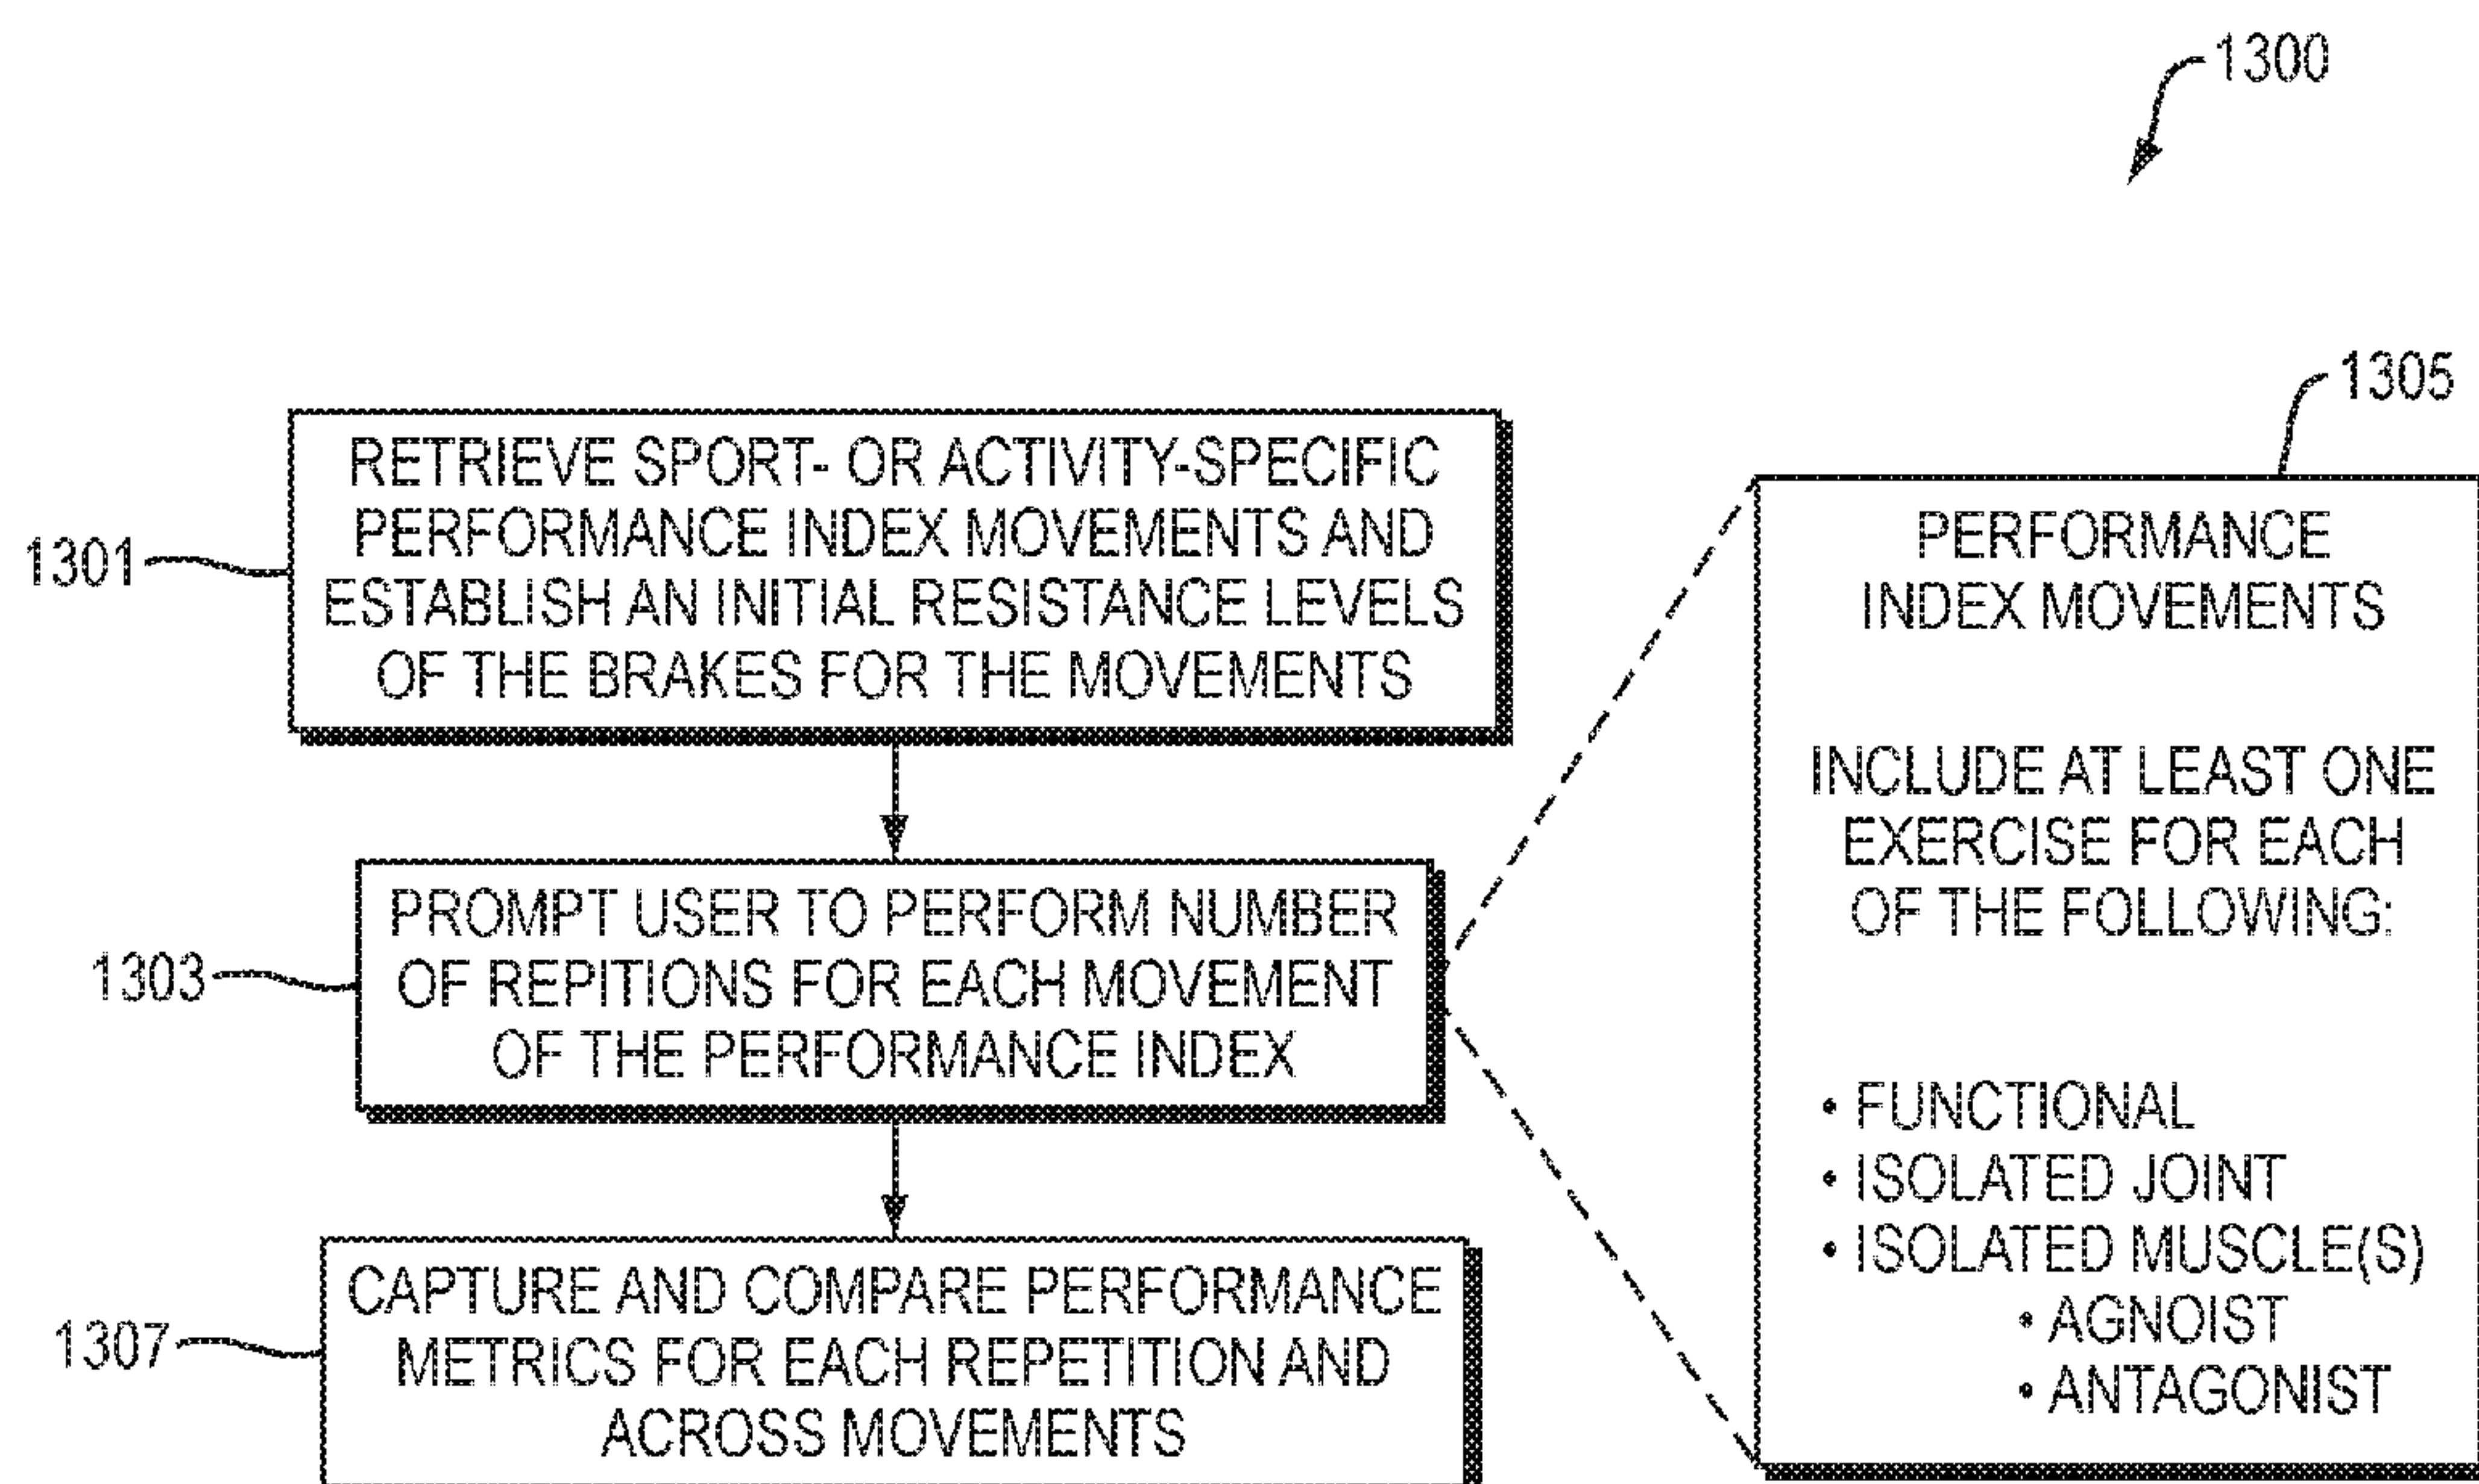 1300
1301
RETRIEVE SPORT- OR ACTIVITY-SPECIFIC
PERFORMANCE INDEX MOVEMENTS AND
ESTABLISH AN INITIAL RESISTANCE LEVELS
OF THE BRAKES FOR THE MOVEMENTS
1303
PROMPT USER TO PERFORM NUMBER
OF REPITIONS FOR EACH MOVEMENT
OF THE PERFORMANCE INDEX
1305
PERFORMANCE
INDEX MOVEMENTS
INCLUDE AT LEAST ONE
EXERCISE FOR EACH
OF THE FOLLOWING:
• FUNCTIONAL
• ISOLATED JOINT
• ISOLATED MUSCLE(S)
• AGNOIST
• ANTAGONIST
1307
CAPTURE AND COMPARE PERFORMANCE
METRICS FOR EACH REPETITION AND
ACROSS MOVEMENTS